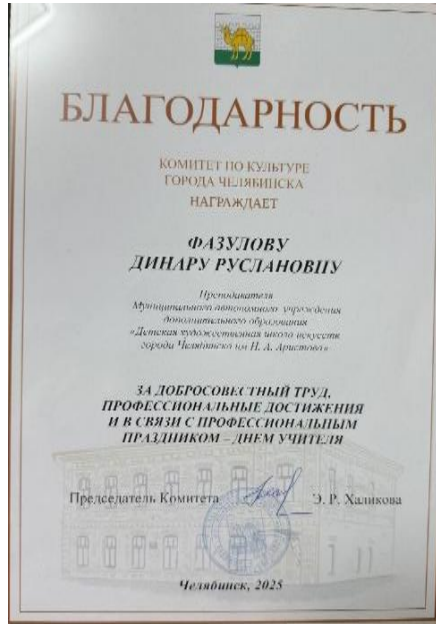 БЛАГОДАРНОСТЬ
КОМИТЕТ ПО КУЛЬТУРЕ
ГОРОДА ЧЕЛЯБИНСКА
НАГРАЖДАЕТ
ФАЗУЛОВУ
ДИНАРУ РУСЛАНОВНУ
Преподавателя
Муниципального автономного учреждения
дополнительного образования
«Детская художественная школа искусств
города Челябинска им Н. А. Аристова»
ЗА ДОБРОСОВЕСТНЫЙ ТРУД,
ПРОФЕССИОНАЛЬНЫЕ ДОСТИЖЕНИЯ
И В СВЯЗИ С ПРОФЕССИОНАЛЬНЫМ
ПРАЗДНИКОМ – ДНЕМ УЧИТЕЛЯ
Председатель Комитета Э. Р. Халикова
Челябинск, 2025